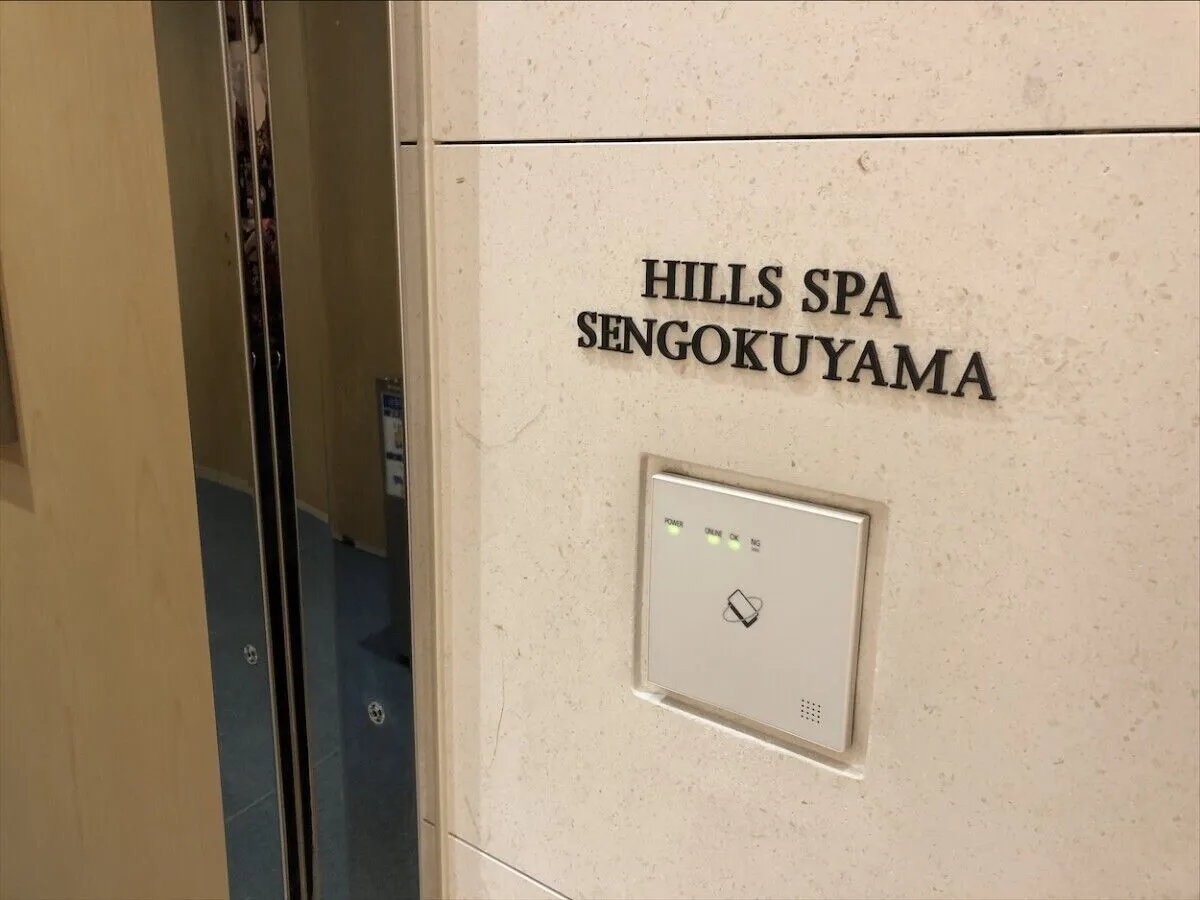 HILLS SPA
SENGOKUYAMA
POWER ONLINE OK NG